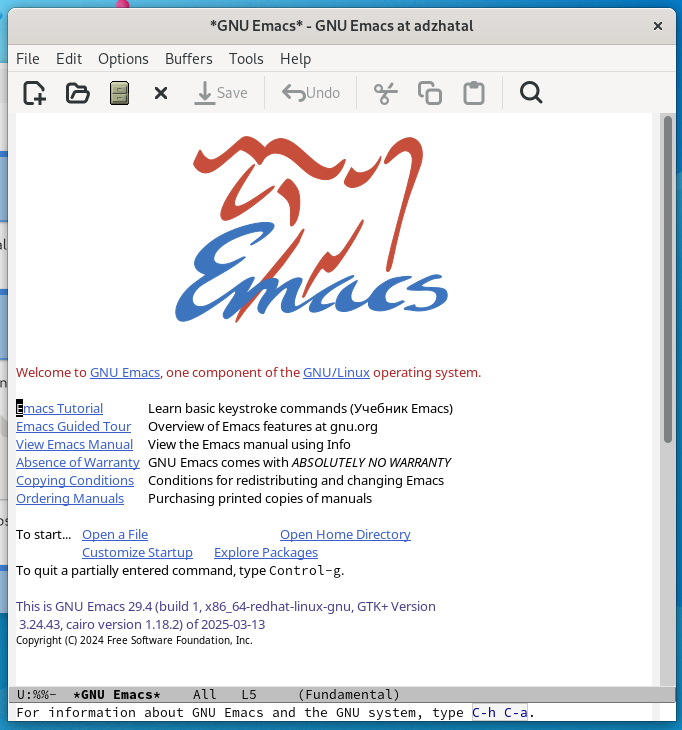 *GNU Emacs* - GNU Emacs at adzhatal
File Edit Options Buffers Tools Help
Save Undo
Emacs
Welcome to GNU Emacs, one component of the GNU/Linux operating system.
Emacs Tutorial Learn basic keystroke commands (Учебник Emacs)
Emacs Guided Tour Overview of Emacs features at gnu.org
View Emacs Manual View the Emacs manual using Info
Absence of Warranty GNU Emacs comes with ABSOLUTELY NO WARRANTY
Copying Conditions Conditions for redistributing and changing Emacs
Ordering Manuals Purchasing printed copies of manuals
To start... Open a File Open Home Directory
Customize Startup Explore Packages
To quit a partially entered command, type Control-g.
This is GNU Emacs 29.4 (build 1, x86_64-redhat-linux-gnu, GTK+ Version
3.24.43, cairo version 1.18.2) of 2025-03-13
Copyright (C) 2024 Free Software Foundation, Inc.
U:%%- *GNU Emacs* All L5 (Fundamental)
For information about GNU Emacs and the GNU system, type C-h C-a.